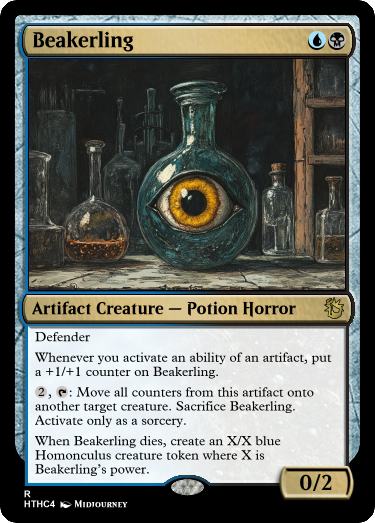 Beakerling
Artifact Creature — Potion Horror
Defender
Whenever you activate an ability of an artifact, put
a +1/+1 counter on Beakerling.
2, : Move all counters from this artifact onto
another target creature. Sacrifice Beakerling.
Activate only as a sorcery.
When Beakerling dies, create an X/X blue
Homonculus creature token where X is
Beakerling's power.
0/2
R
HTHC4 Midjourney